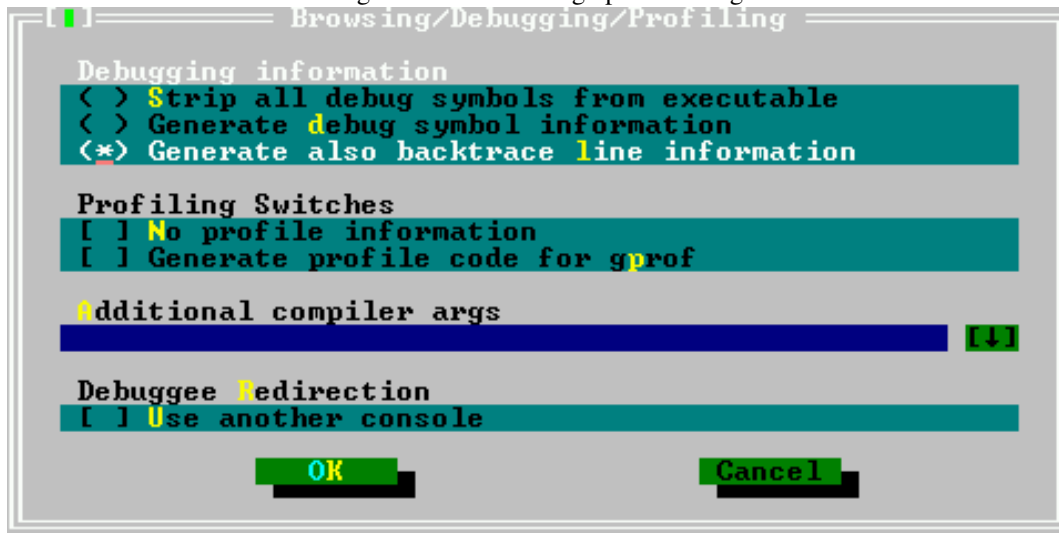 [■] Browsing/Debugging/Profiling
Debugging information
( ) Strip all debug symbols from executable
( ) Generate debug symbol information
(*) Generate also backtrace line information
Profiling Switches
[ ] No profile information
[ ] Generate profile code for gprof
Additional compiler args
[↓]
Debuggee Redirection
[ ] Use another console
OK Cancel